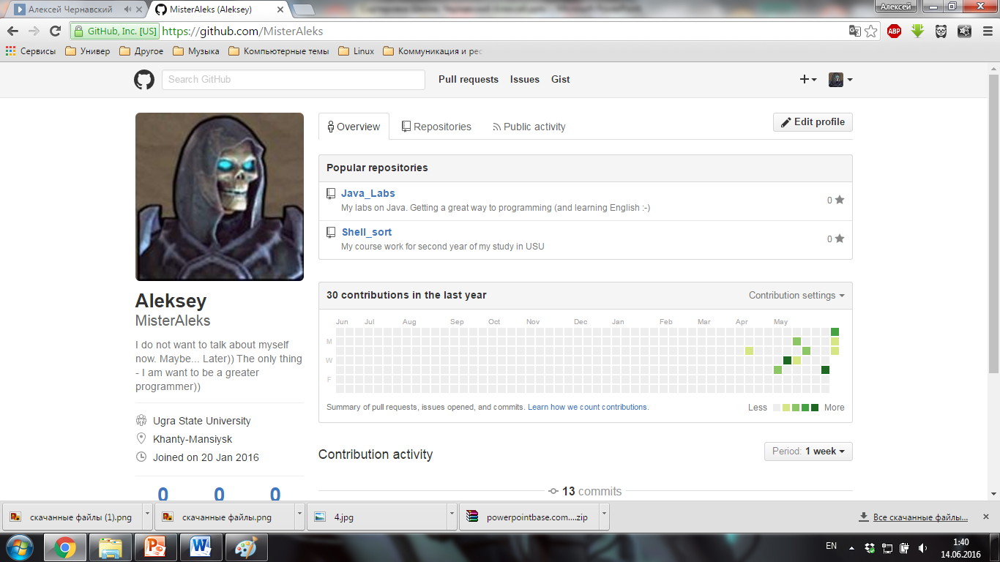 Алексей Чернавский
MisterAleks (Aleksey)
Алексей
GitHub, Inc. [US]
https://github.com/MisterAleks
ABP
Сервисы
Универ
Другое
Музыка
Компьютерные темы
Linux
Коммуникация и рес
Search GitHub
Pull requests
Issues
Gist
Overview
Repositories
Public activity
Edit profile
Popular repositories
Java_Labs
My labs on Java. Getting a great way to programming (and learning English :-)
0
Shell_sort
My course work for second year of my study in USU
0
Aleksey
MisterAleks
I do not want to talk about myself
now. Maybe... Later)) The only thing
- I am want to be a greater
programmer))
Ugra State University
Khanty-Mansiysk
Joined on 20 Jan 2016
0 0 0
30 contributions in the last year
Contribution settings
Jun Jul Aug Sep Oct Nov Dec Jan Feb Mar Apr May
M
W
F
Summary of pull requests, issues opened, and commits. Learn how we count contributions.
Less
More
Contribution activity
Period: 1 week
13 commits
скачанные файлы (1).png
скачанные файлы.png
4.jpg
powerpointbase.com....zip
Все скачанные файлы...
EN
1:40
14.06.2016